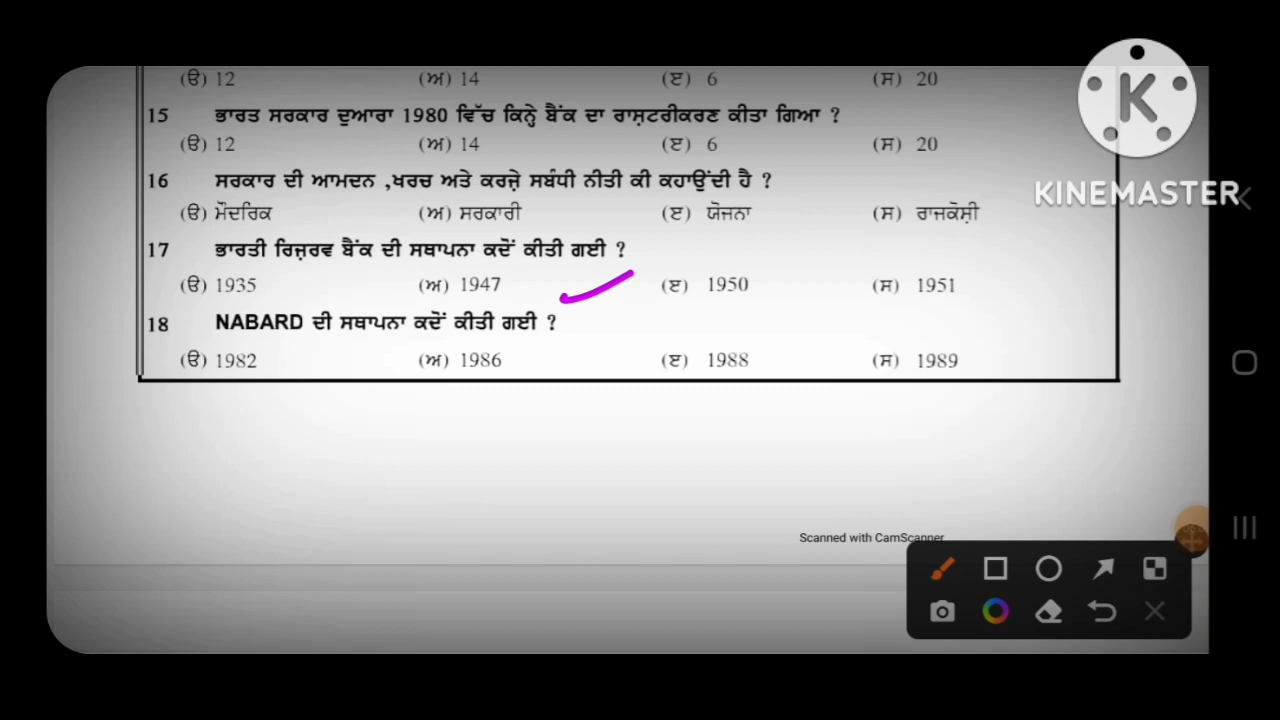 (ੳ) 12 (ਅ) 14 (ੲ) 6 (ਸ) 20
15 ਭਾਰਤ ਸਰਕਾਰ ਦੁਆਰਾ 1980 ਵਿੱਚ ਕਿਨ੍ਹੇ ਬੈਂਕ ਦਾ ਰਾਸ਼ਟਰੀਕਰਣ ਕੀਤਾ ਗਿਆ ?
(ੳ) 12 (ਅ) 14 (ੲ) 6 (ਸ) 20
16 ਸਰਕਾਰ ਦੀ ਆਮਦਨ ,ਖਰਚ ਅਤੇ ਕਰਜ਼ੇ ਸਬੰਧੀ ਨੀਤੀ ਕੀ ਕਹਾਉਂਦੀ ਹੈ ?
(ੳ) ਮੌਦਰਿਕ (ਅ) ਸਰਕਾਰੀ (ੲ) ਯੋਜਨਾ (ਸ) ਰਾਜਕੋਸ਼ੀ
17 ਭਾਰਤੀ ਰਿਜ਼ਰਵ ਬੈਂਕ ਦੀ ਸਥਾਪਨਾ ਕਦੋਂ ਕੀਤੀ ਗਈ ?
(ੳ) 1935 (ਅ) 1947 (ੲ) 1950 (ਸ) 1951
18 NABARD ਦੀ ਸਥਾਪਨਾ ਕਦੋਂ ਕੀਤੀ ਗਈ ?
(ੳ) 1982 (ਅ) 1986 (ੲ) 1988 (ਸ) 1989
Scanned with CamScanner
K
KINEMASTER